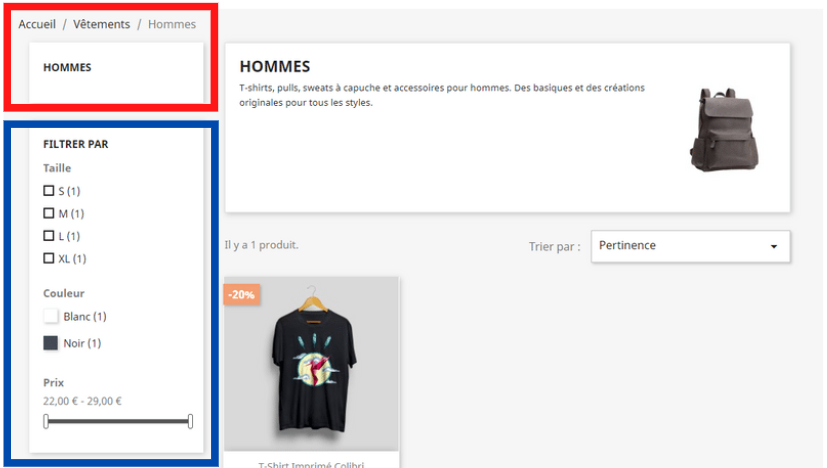 Accueil / Vêtements / Hommes
HOMMES
FILTRER PAR
Taille
S (1)
M (1)
L (1)
XL (1)
Couleur
Blanc (1)
Noir (1)
Prix
22,00 € - 29,00 €
HOMMES
T-shirts, pulls, sweats à capuche et accessoires pour hommes. Des basiques et des créations
originales pour tous les styles.
Il y a 1 produit.
Trier par :
Pertinence
-20%
T-Shirt Imprimé Colibri